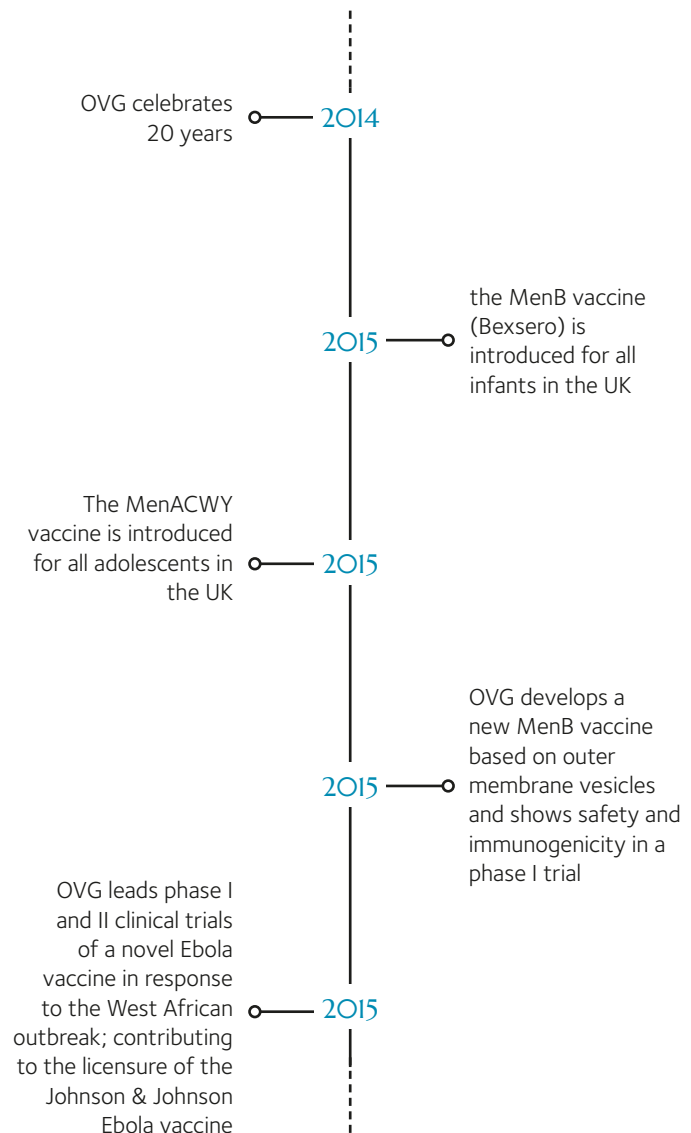 OVG celebrates
20 years
2014
2015
the MenB vaccine
(Bexsero) is
introduced for all
infants in the UK
The MenACWY
vaccine is introduced
for all adolescents in
the UK
2015
2015
OVG develops a
new MenB vaccine
based on outer
membrane vesicles
and shows safety and
immunogenicity in a
phase I trial
OVG leads phase I
and II clinical trials
of a novel Ebola
vaccine in response
to the West African
outbreak; contributing
to the licensure of the
Johnson & Johnson
Ebola vaccine
2015